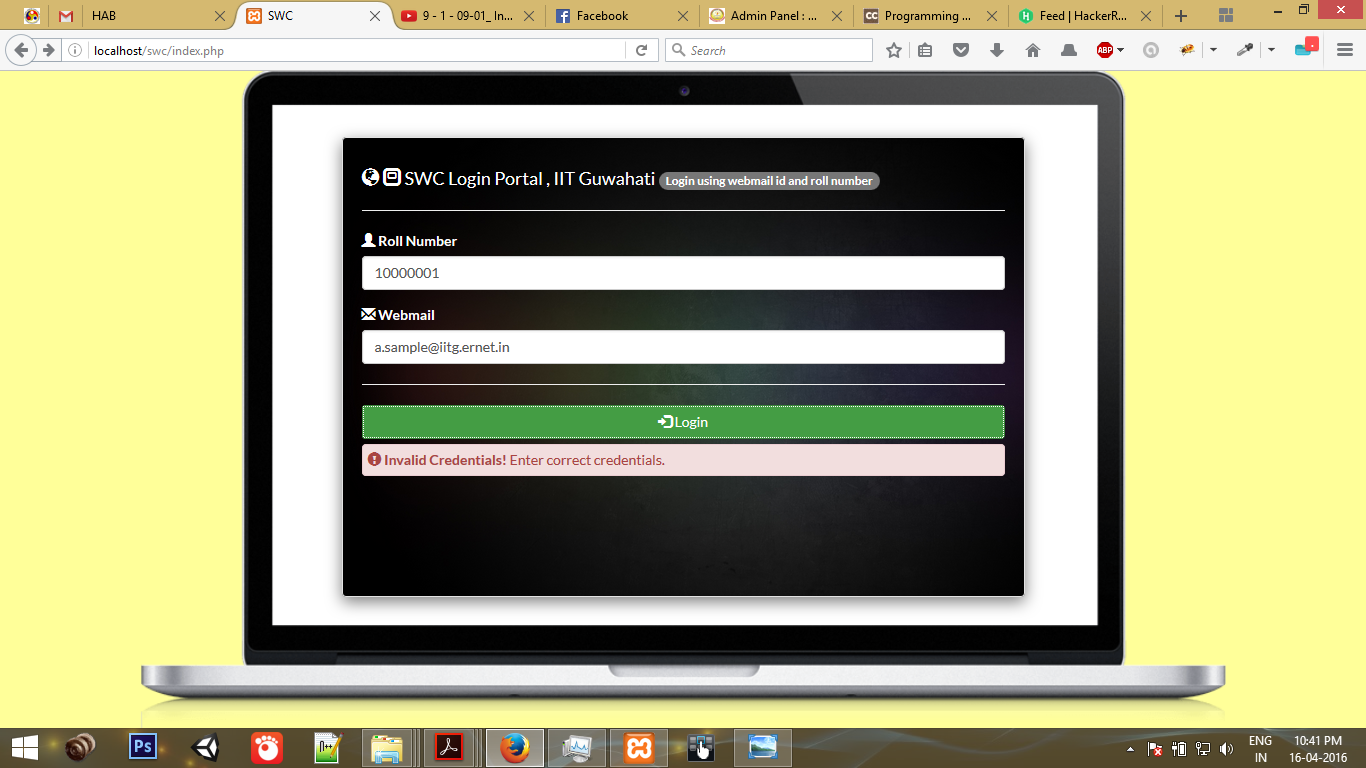 HAB
SWC
9 - 1 - 09-01_ In...
Facebook
Admin Panel : ...
Programming ...
Feed | HackerR...
localhost/swc/index.php
Search
ABP
SWC Login Portal , IIT Guwahati Login using webmail id and roll number
Roll Number
10000001
Webmail
a.sample@iitg.ernet.in
Login
Invalid Credentials! Enter correct credentials.
Ps
ENG
IN
10:41 PM
16-04-2016